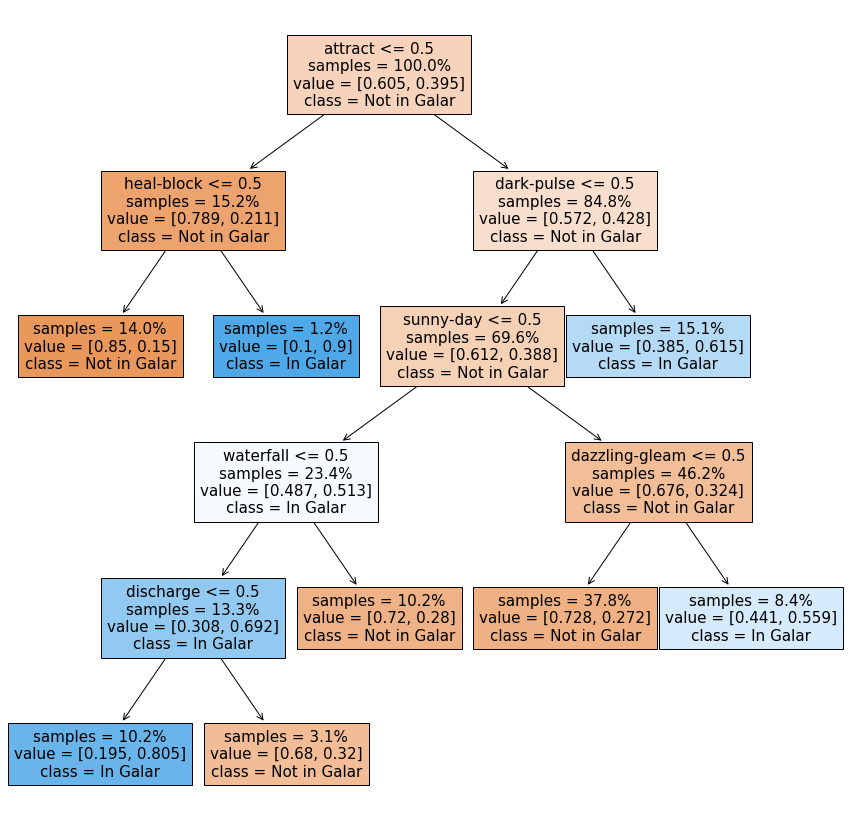 attract <= 0.5
samples = 100.0%
value = [0.605, 0.395]
class = Not in Galar
heal-block <= 0.5
samples = 15.2%
value = [0.789, 0.211]
class = Not in Galar
dark-pulse <= 0.5
samples = 84.8%
value = [0.572, 0.428]
class = Not in Galar
samples = 14.0%
value = [0.85, 0.15]
class = Not in Galar
samples = 1.2%
value = [0.1, 0.9]
class = In Galar
sunny-day <= 0.5
samples = 69.6%
value = [0.612, 0.388]
class = Not in Galar
samples = 15.1%
value = [0.385, 0.615]
class = In Galar
waterfall <= 0.5
samples = 23.4%
value = [0.487, 0.513]
class = In Galar
dazzling-gleam <= 0.5
samples = 46.2%
value = [0.676, 0.324]
class = Not in Galar
discharge <= 0.5
samples = 13.3%
value = [0.308, 0.692]
class = In Galar
samples = 10.2%
value = [0.72, 0.28]
class = Not in Galar
samples = 37.8%
value = [0.728, 0.272]
class = Not in Galar
samples = 8.4%
value = [0.441, 0.559]
class = In Galar
samples = 10.2%
value = [0.195, 0.805]
class = In Galar
samples = 3.1%
value = [0.68, 0.32]
class = Not in Galar